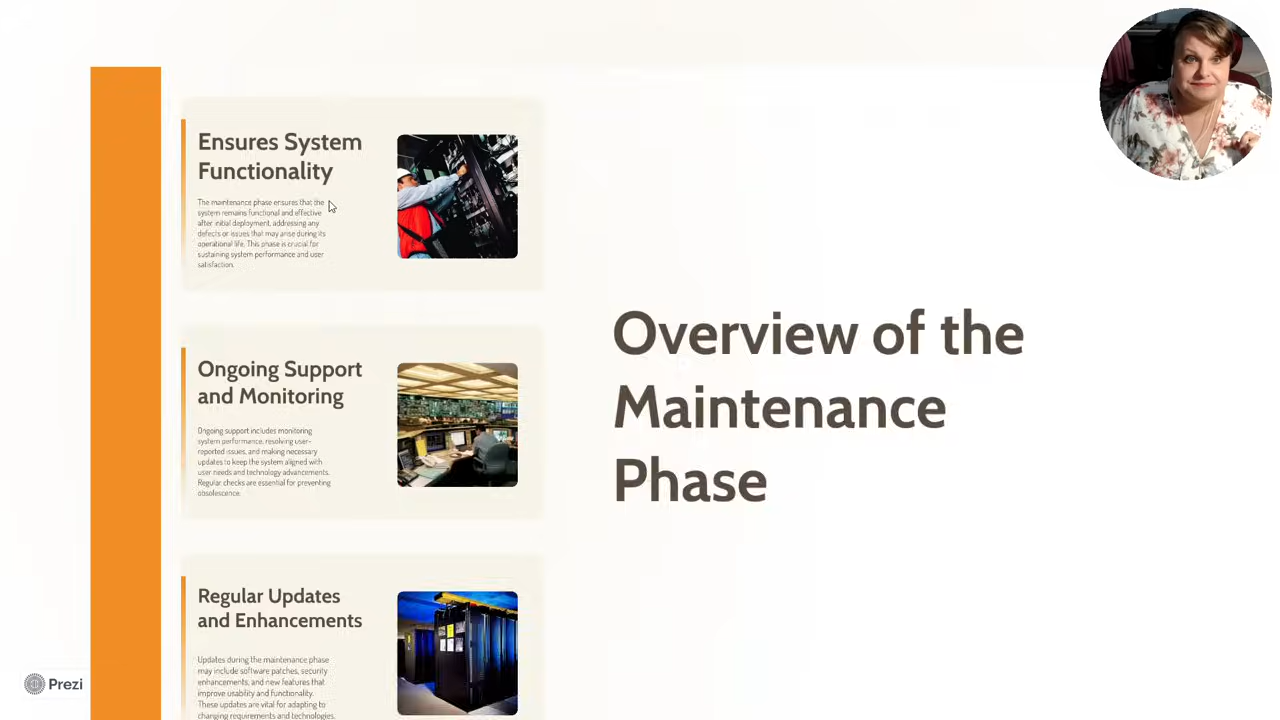 Ensures System
Functionality
The maintenance phase ensures that the
system remains functional and effective
after initial deployment, addressing any
defects or issues that may arise during its
operational life. This phase is crucial for
sustaining system performance and user
satisfaction.
Overview of the
Maintenance
Phase
Ongoing Support
and Monitoring
Ongoing support includes monitoring
system performance, resolving user-
reported issues, and making necessary
updates to keep the system aligned with
user needs and technology advancements.
Regular checks are essential for preventing
obsolescence.
Regular Updates
and Enhancements
Updates during the maintenance phase
may include software patches, security
enhancements, and new features that
improve usability and functionality.
These updates are vital for adapting to
changing requirements and technologies.
Prezi